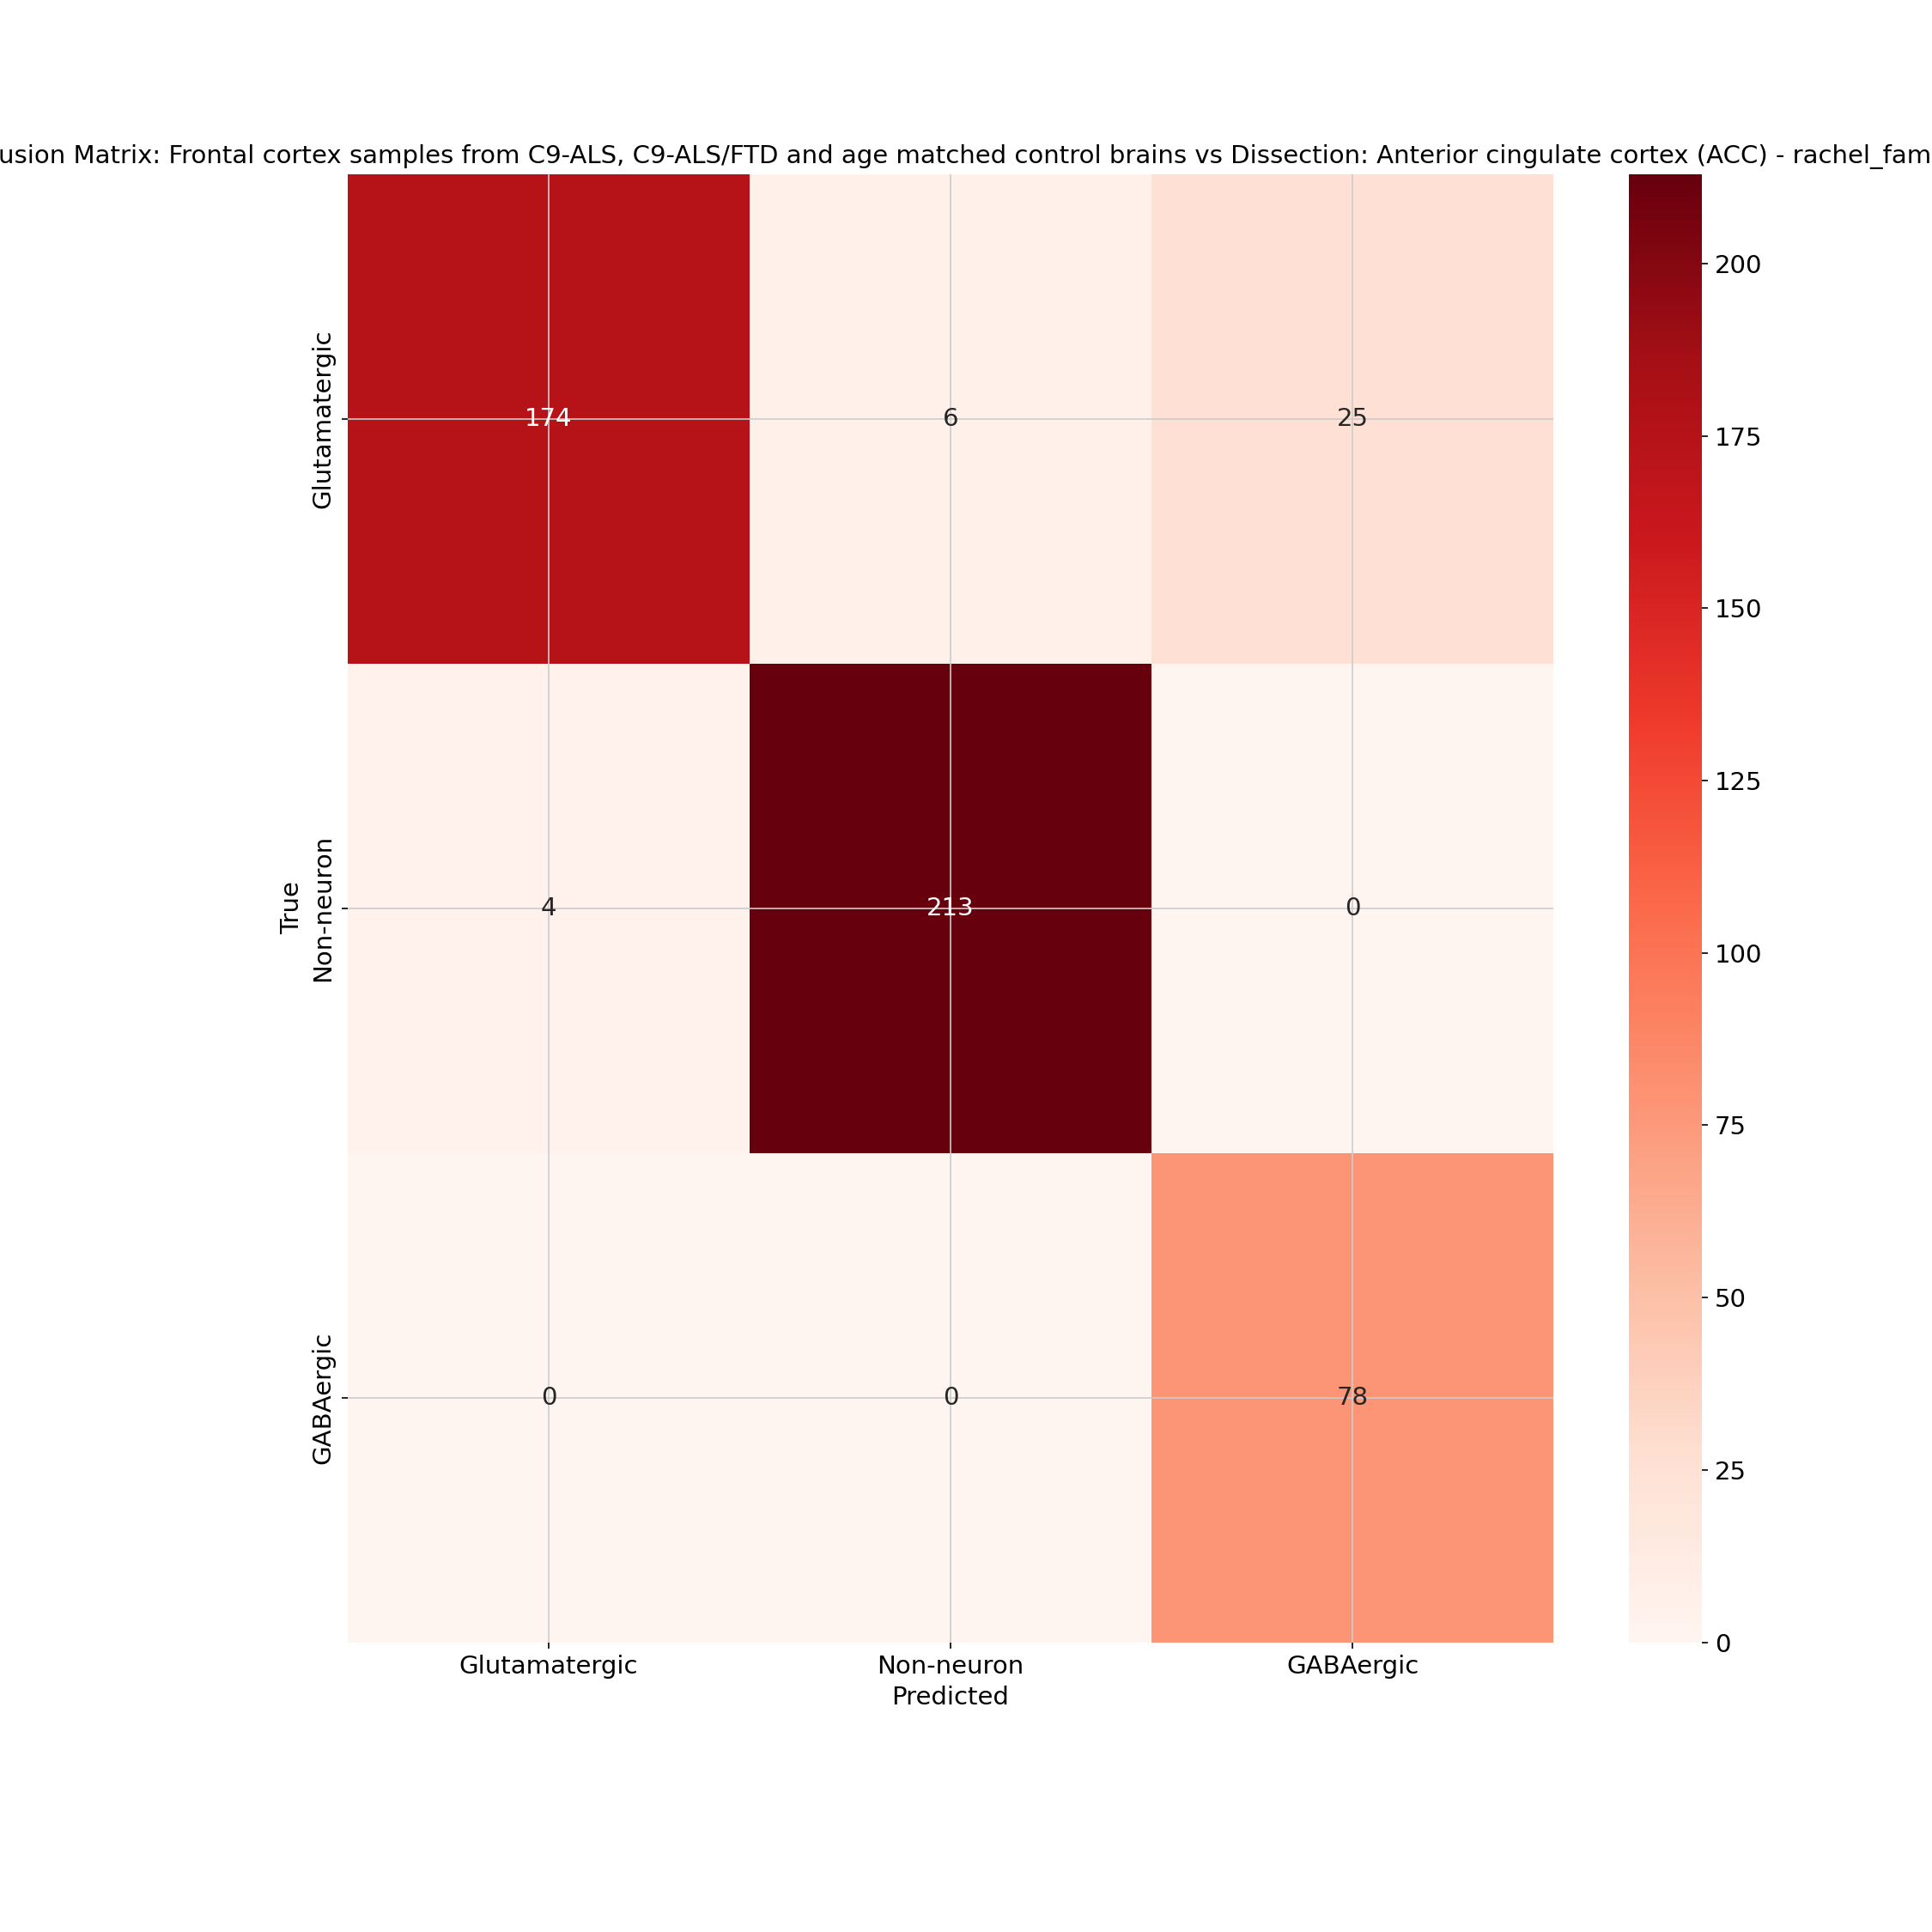 usion Matrix: Frontal cortex samples from C9-ALS, C9-ALS/FTD and age matched control brains vs Dissection: Anterior cingulate cortex (ACC) - rachel_fam
Glutamatergic
174
6
25
200
175
150
125
100
75
50
25
0
True
Non-neuron
4
213
0
GABAergic
0
0
78
Glutamatergic
Non-neuron
GABAergic
Predicted